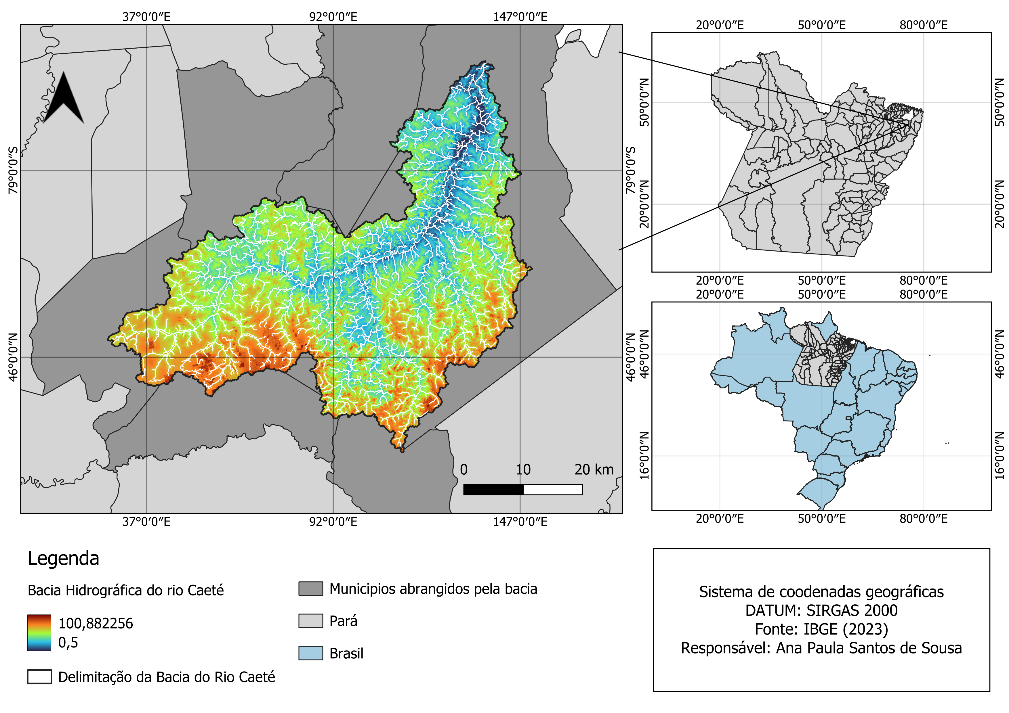 37°0'0"E 92°0'0"E 147°0'0"E
79°0'0"S
46°0'0"N
79°0'0"S
46°0'0"N
0 10 20 km
37°0'0"E 92°0'0"E 147°0'0"E
20°0'0"E 50°0'0"E 80°0'0"E
50°0'0"N
20°0'0"N
50°0'0"N
20°0'0"N
20°0'0"E 50°0'0"E 80°0'0"E
20°0'0"E 50°0'0"E 80°0'0"E
46°0'0"N
16°0'0"N
46°0'0"N
16°0'0"N
20°0'0"E 50°0'0"E 80°0'0"E
Legenda
Bacia Hidrográfica do rio Caeté
100,882256
0,5
Delimitação da Bacia do Rio Caeté
Municipios abrangidos pela bacia
Pará
Brasil
Sistema de coodenadas geográficas
DATUM: SIRGAS 2000
Fonte: IBGE (2023)
Responsável: Ana Paula Santos de Sousa